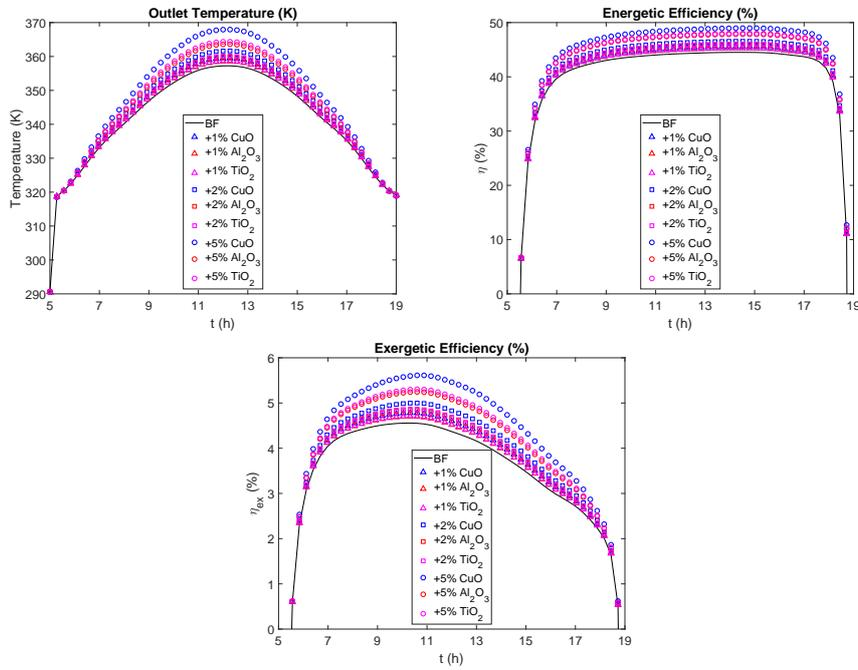 Outlet Temperature (K)
370
360
350
340
330
320
310
300
290
Temperature (K)
BF
+1% CuO
+1% Al2O3
+1% TiO2
+2% CuO
+2% Al2O3
+2% TiO2
+5% CuO
+5% Al2O3
+5% TiO2
5 7 9 11 13 15 17 19
t (h)
Energetic Efficiency (%)
50
40
30
20
10
0
η (%)
BF
+1% CuO
+1% Al2O3
+1% TiO2
+2% CuO
+2% Al2O3
+2% TiO2
+5% CuO
+5% Al2O3
+5% TiO2
5 7 9 11 13 15 17 19
t (h)
Exergetic Efficiency (%)
6
5
4
3
2
1
0
ηex (%)
BF
+1% CuO
+1% Al2O3
+1% TiO2
+2% CuO
+2% Al2O3
+2% TiO2
+5% CuO
+5% Al2O3
+5% TiO2
5 7 9 11 13 15 17 19
t (h)